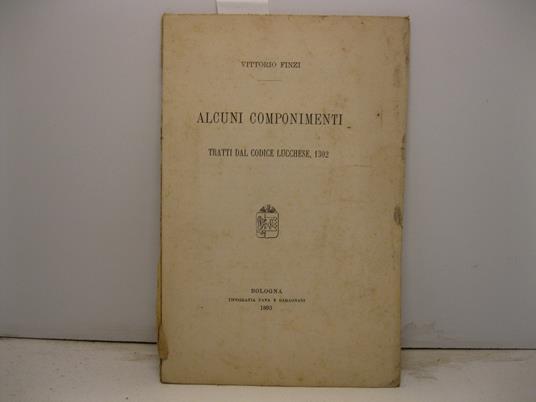 VITTORIO FINZI
ALCUNI COMPONIMENTI
TRATTI DAL CODICE LUCCHESE, 1302
BOLOGNA
TIPOGRAFIA FAVA E GARAGNANI
1893